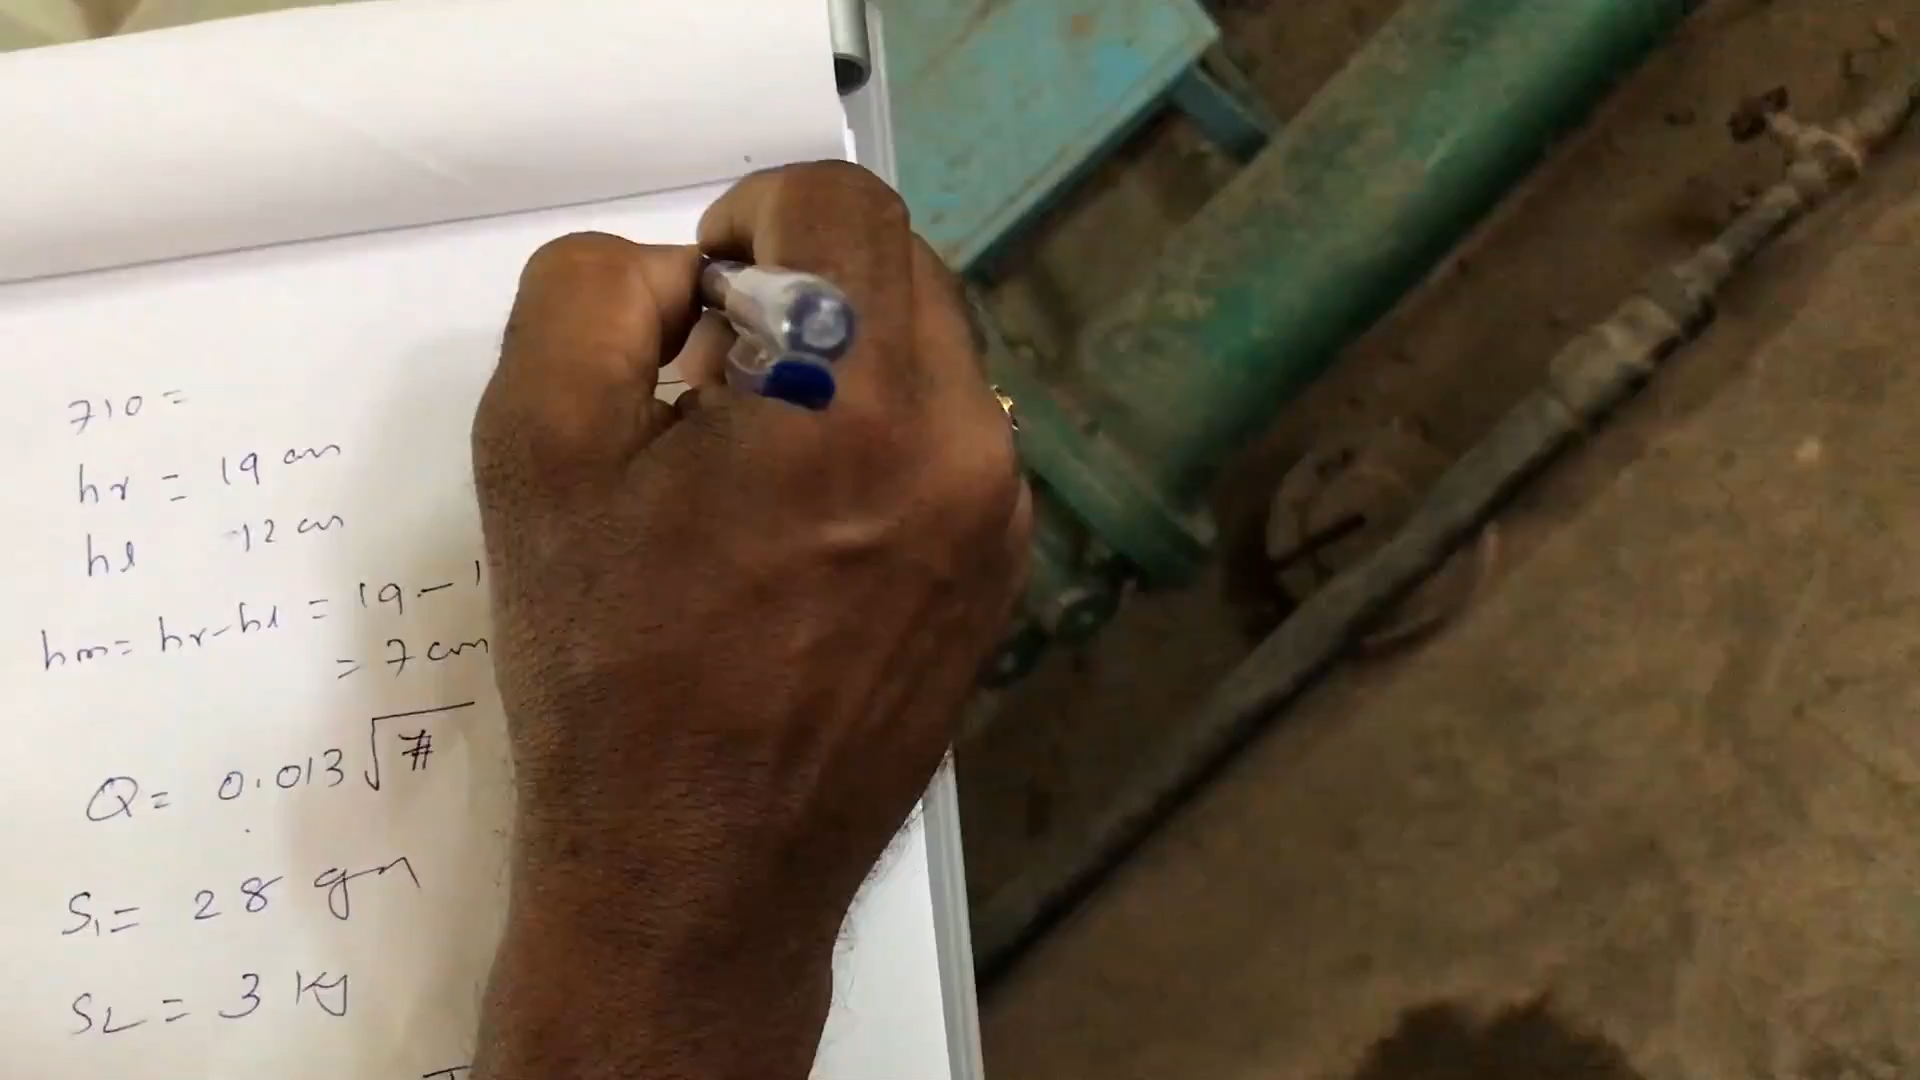 710 =
hr = 19 cm
hl 12 cm
hm = hr-hl = 19 - 1
= 7 cm
Q = 0.013√7
S1 = 28 gm
S2 = 3 Kg